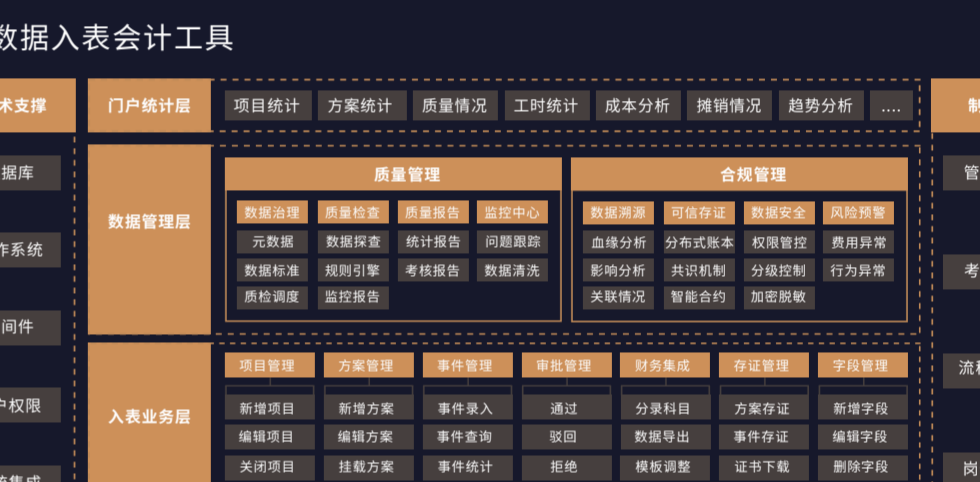 数据入表会计工具
术支撑
据库
作系统
间件
户权限
统集成
门户统计层
项目统计 方案统计 质量情况 工时统计 成本分析 摊销情况 趋势分析 ....
数据管理层
质量管理
数据治理 质量检查 质量报告 监控中心
元数据 数据探查 统计报告 问题跟踪
数据标准 规则引擎 考核报告 数据清洗
质检调度 监控报告
合规管理
数据溯源 可信存证 数据安全 风险预警
血缘分析 分布式账本 权限管控 费用异常
影响分析 共识机制 分级控制 行为异常
关联情况 智能合约 加密脱敏
入表业务层
项目管理 方案管理 事件管理 审批管理 财务集成 存证管理 字段管理
新增项目 新增方案 事件录入 通过 分录科目 方案存证 新增字段
编辑项目 编辑方案 事件查询 驳回 数据导出 事件存证 编辑字段
关闭项目 挂载方案 事件统计 拒绝 模板调整 证书下载 删除字段
制
管
考
流程
岗